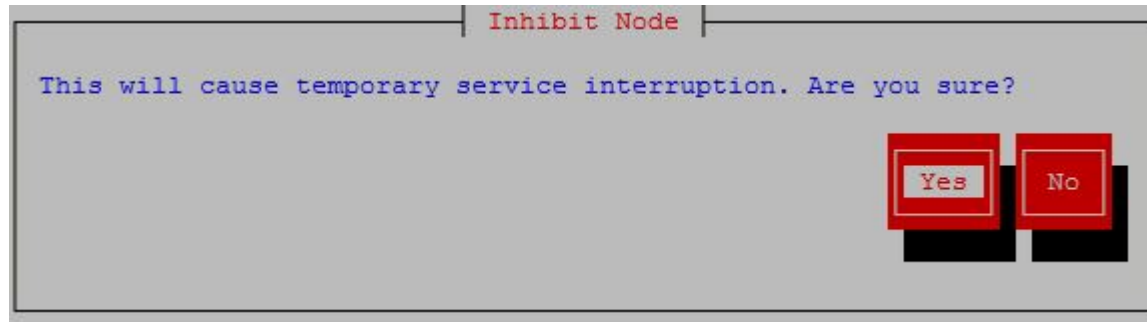 Inhibit Node
This will cause temporary service interruption. Are you sure?
Yes No